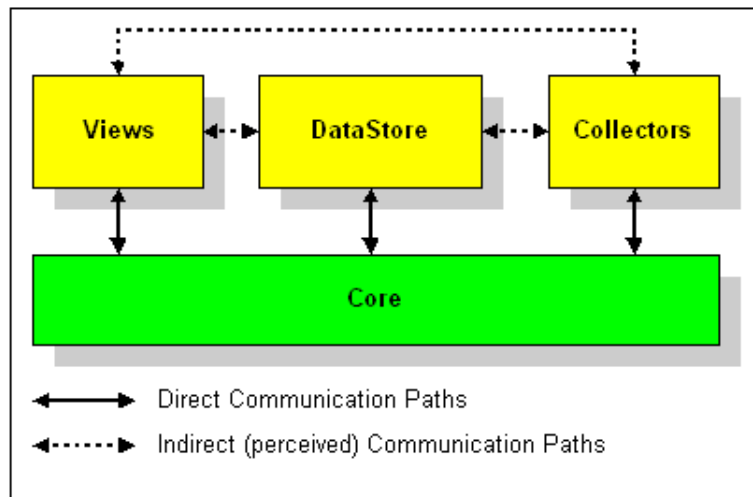 Views
DataStore
Collectors
Core
Direct Communication Paths
Indirect (perceived) Communication Paths